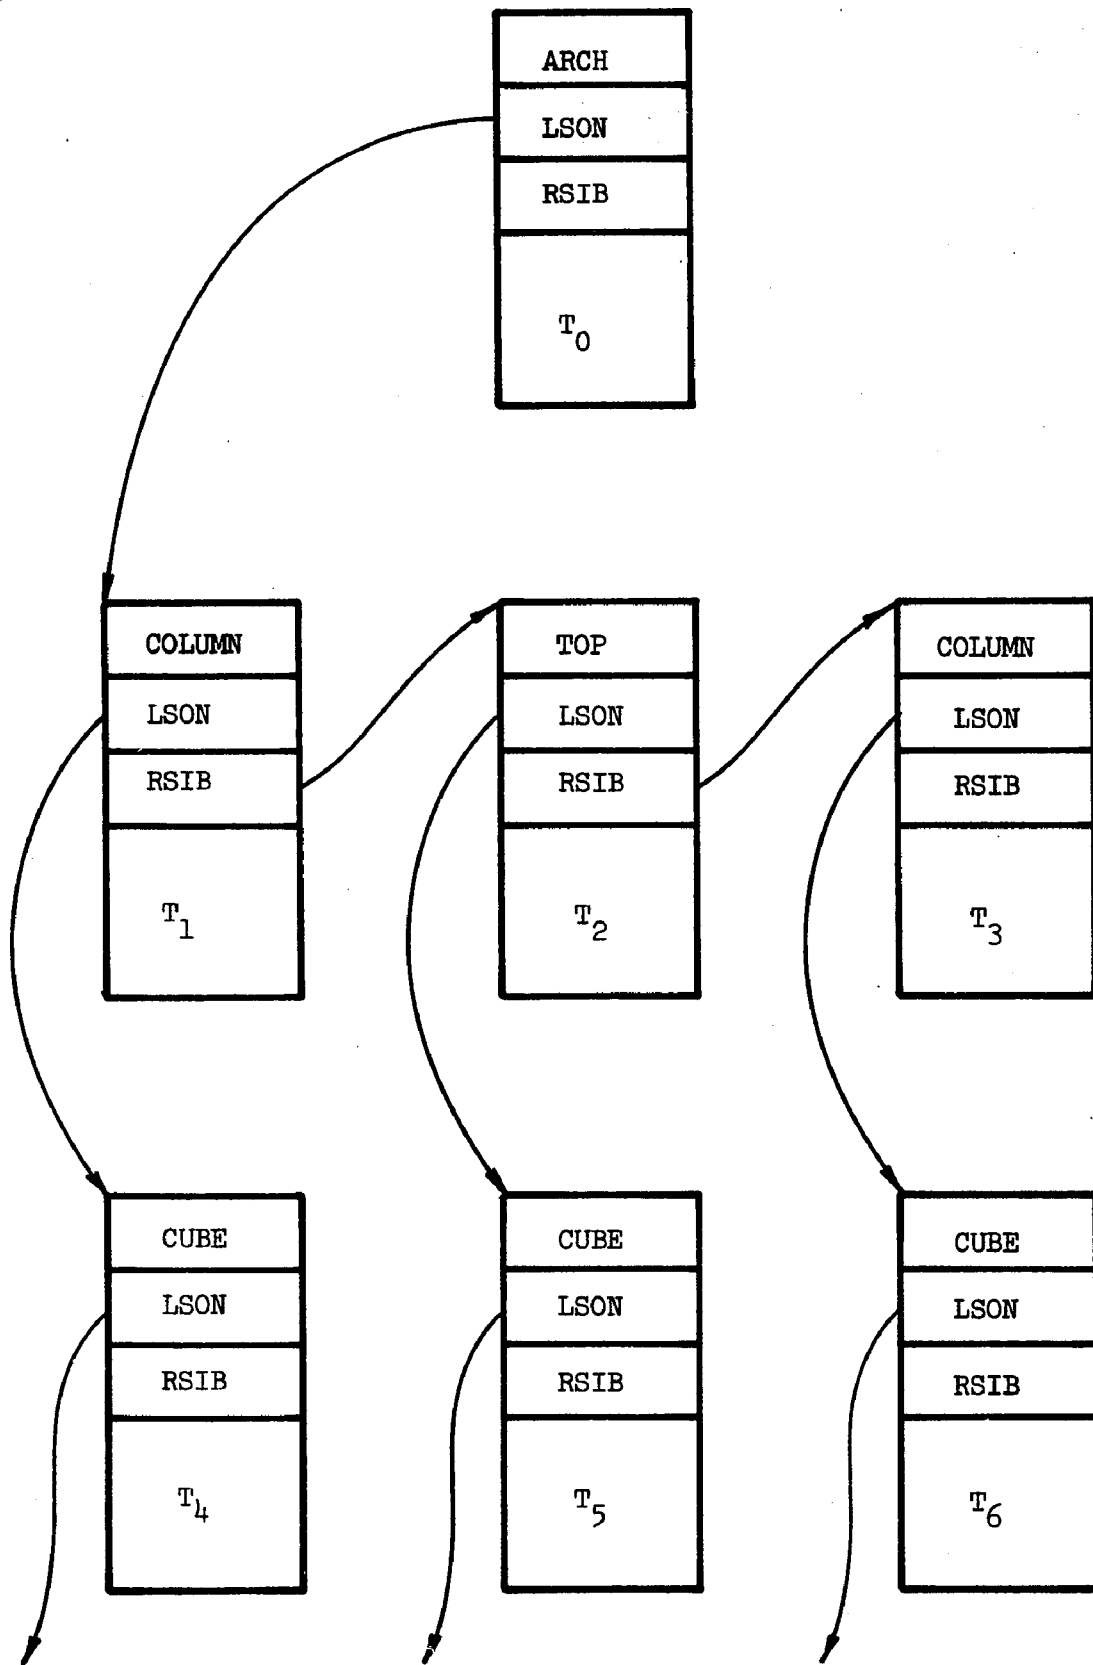 ARCH
LSON
RSIB
T0
COLUMN
LSON
RSIB
T1
TOP
LSON
RSIB
T2
COLUMN
LSON
RSIB
T3
CUBE
LSON
RSIB
T4
CUBE
LSON
RSIB
T5
CUBE
LSON
RSIB
T6